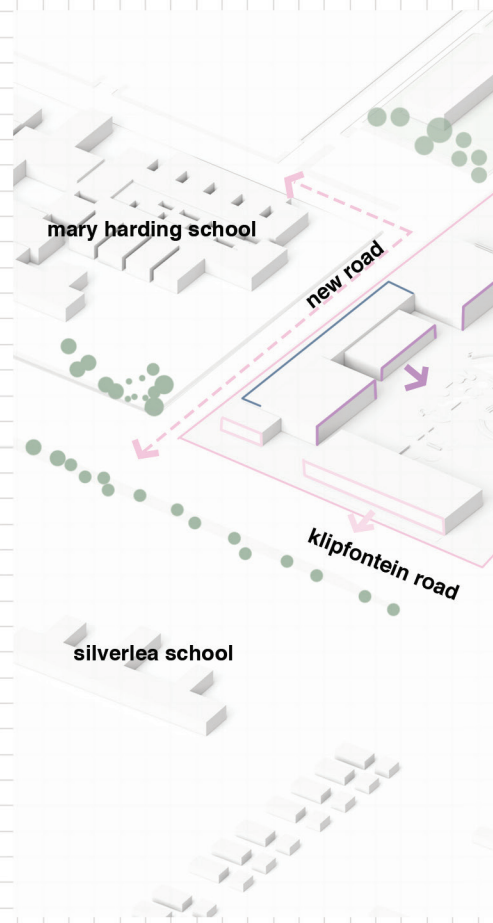 mary harding school
new road
klipfontein road
silverlea school